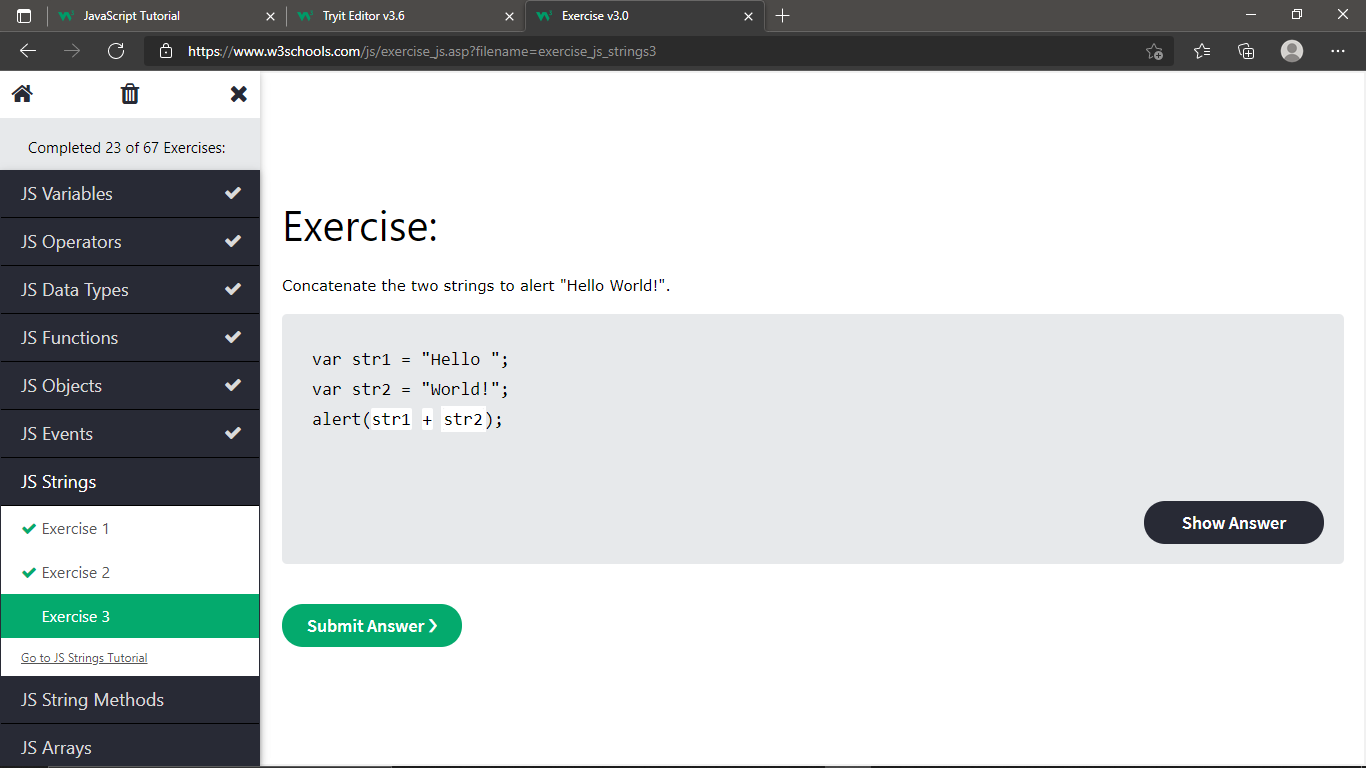 JavaScript Tutorial
Tryit Editor v3.6
Exercise v3.0
https://www.w3schools.com/js/exercise_js.asp?filename=exercise_js_strings3
Completed 23 of 67 Exercises:
JS Variables
JS Operators
JS Data Types
JS Functions
JS Objects
JS Events
JS Strings
Exercise 1
Exercise 2
Exercise 3
Go to JS Strings Tutorial
JS String Methods
JS Arrays
Exercise:
Concatenate the two strings to alert "Hello World!".
var str1 = "Hello ";
var str2 = "World!";
alert(str1 + str2);
Show Answer
Submit Answer ❯